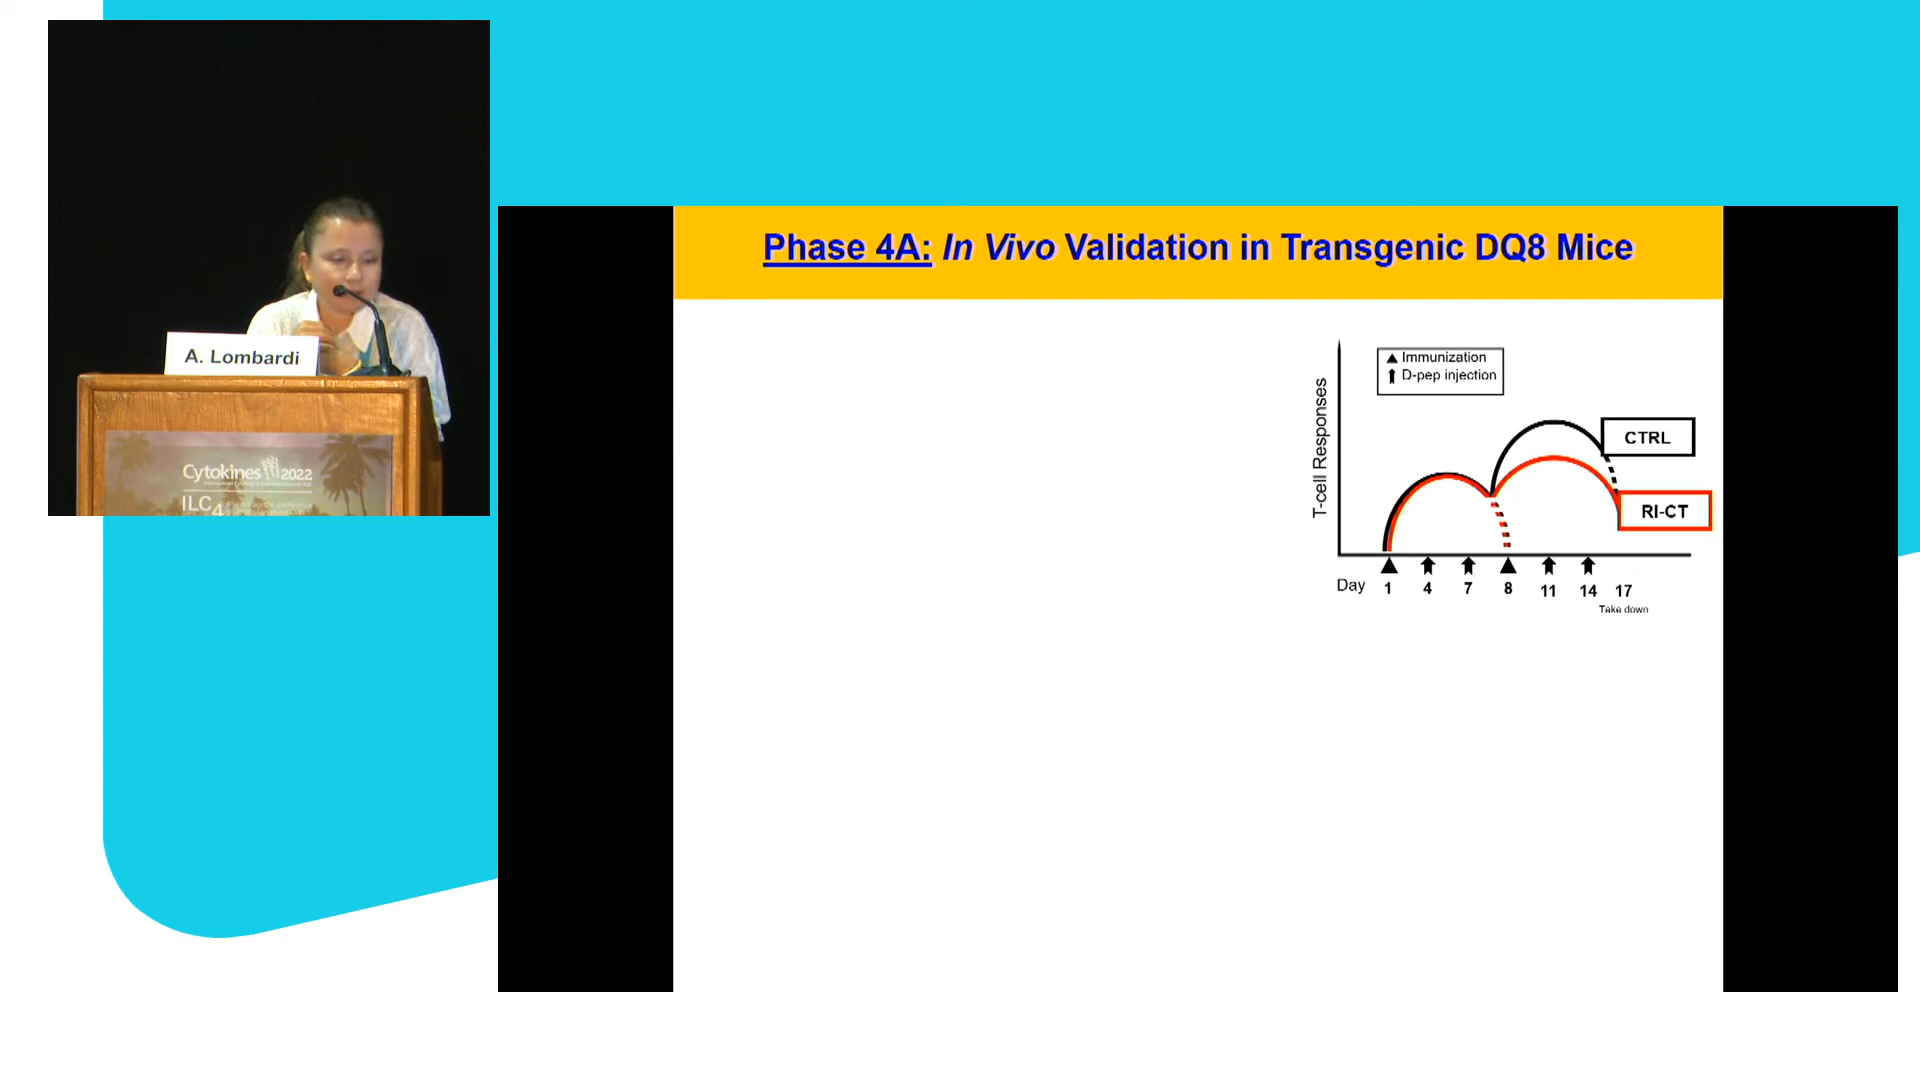 A. Lombardi
Cytokines 2022
ILC4
Phase 4A: In Vivo Validation in Transgenic DQ8 Mice
▲ Immunization
⬆ D-pep injection
T-cell Responses
CTRL
RI-CT
Day 1 4 7 8 11 14 17
Take down